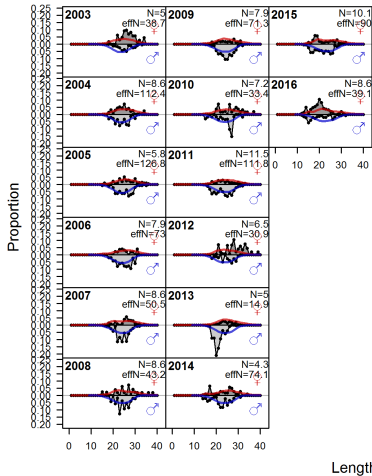 2003 N=5
effN=38.7
2009 N=7.9
effN=71.3
2015 N=10.1
effN=90
2004 N=8.6
effN=112.4
2010 N=7.2
effN=33.4
2016 N=8.6
effN=39.1
2005 N=5.8
effN=126.8
2011 N=11.5
effN=111.8
2006 N=7.9
effN=73
2012 N=6.5
effN=30.9
2007 N=8.6
effN=50.5
2013 N=5
effN=14.9
2008 N=8.6
effN=43.2
2014 N=4.3
effN=74.1
Proportion
0 10 20 30 40
0 10 20 30 40
0 10 20 30 40
Length